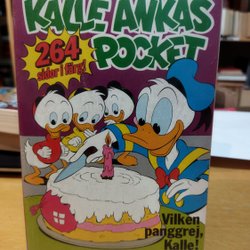 KALLE ANKAS
POCKET
264
sidor i färg!
Vilken
panggrej,
Kalle!